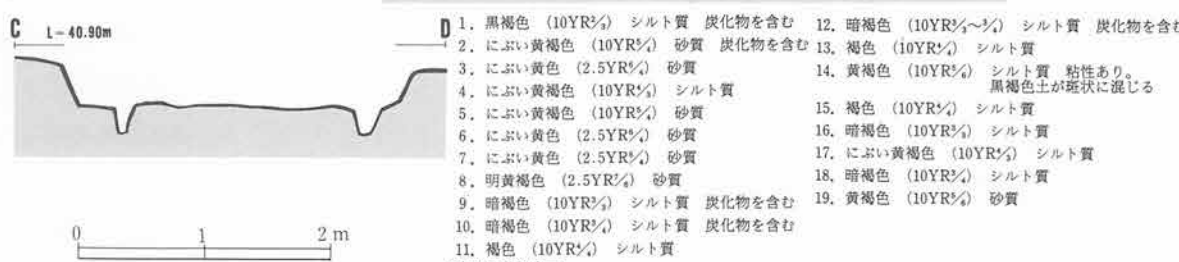 C L-40.90m D
0 1 2m
1. 黒褐色 (10YR²⁄₃) シルト質 炭化物を含む
2. にぶい黄褐色 (10YR⁵⁄₄) 砂質 炭化物を含む
3. にぶい黄色 (2.5YR⁶⁄₄) 砂質
4. にぶい黄褐色 (10YR⁴⁄₃) シルト質
5. にぶい黄褐色 (10YR⁵⁄₄) 砂質
6. にぶい黄色 (2.5YR⁶⁄₄) 砂質
7. にぶい黄色 (2.5YR⁶⁄₄) 砂質
8. 明黄褐色 (2.5YR⁷⁄₆) 砂質
9. 暗褐色 (10YR³⁄₃) シルト質 炭化物を含む
10. 暗褐色 (10YR³⁄₄) シルト質 炭化物を含む
11. 褐色 (10YR⁴⁄₄) シルト質
12. 暗褐色 (10YR³⁄₃~³⁄₄) シルト質 炭化物を含む
13. 褐色 (10YR⁴⁄₄) シルト質
14. 黄褐色 (10YR⁵⁄₆) シルト質 粘性あり。
黒褐色土が斑状に混じる
15. 褐色 (10YR⁴⁄₄) シルト質
16. 暗褐色 (10YR³⁄₃) シルト質
17. にぶい黄褐色 (10YR⁴⁄₃) シルト質
18. 暗褐色 (10YR³⁄₄) シルト質
19. 黄褐色 (10YR⁵⁄₆) 砂質